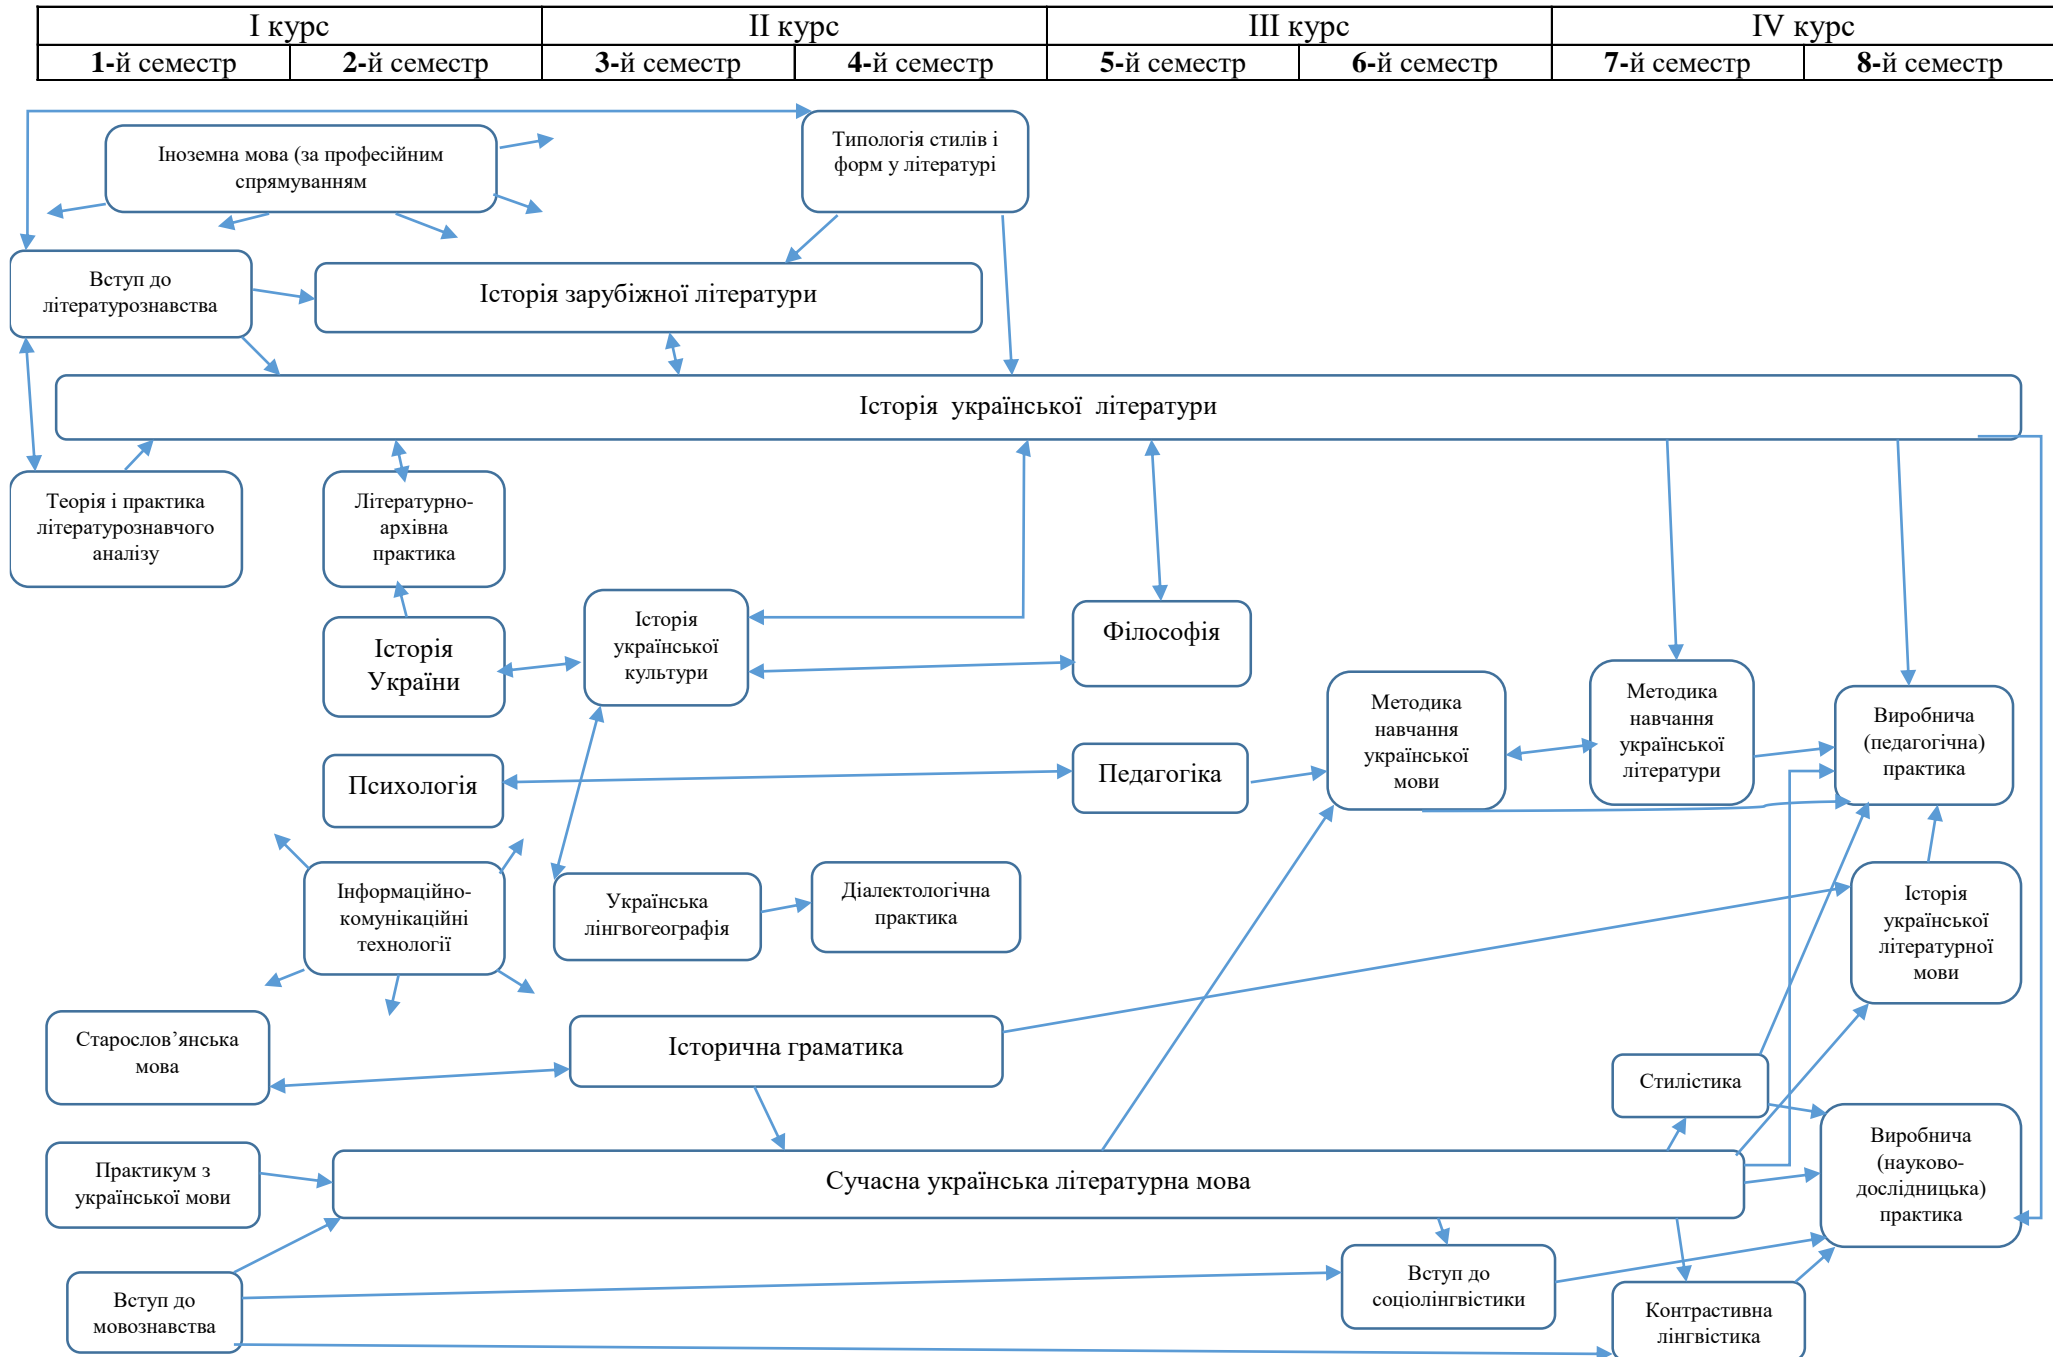 І курс
ІІ курс
ІІІ курс
IV курс
1-й семестр
2-й семестр
3-й семестр
4-й семестр
5-й семестр
6-й семестр
7-й семестр
8-й семестр
Іноземна мова (за професійним
спрямуванням
Типологія стилів і
форм у літературі
Вступ до
літературознавства
Історія зарубіжної літератури
Історія української літератури
Теорія і практика
літературознавчого
аналізу
Літературно-
архівна
практика
Історія
України
Історія
української
культури
Філософія
Методика
навчання
української
мови
Методика
навчання
української
літератури
Виробнича
(педагогічна)
практика
Психологія
Педагогіка
Інформаційно-
комунікаційні
технології
Українська
лінгвогеографія
Діалектологічна
практика
Історія
української
літературної
мови
Старослов’янська
мова
Історична граматика
Стилістика
Практикум з
української мови
Сучасна українська літературна мова
Виробнича
(науково-
дослідницька)
практика
Вступ до
мовознавства
Вступ до
соціолінгвістики
Контрастивна
лінгвістика